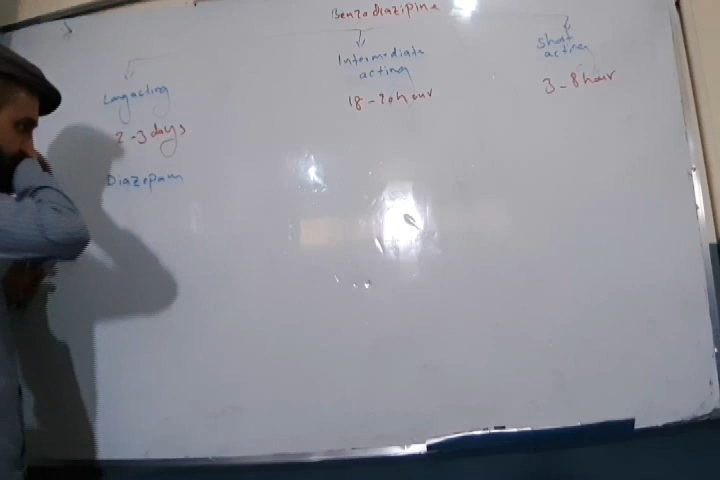 Benzodiazipine
Long acting
2-3 days
Diazepam
Intermediate
acting
18-20 hour
Short
acting
3-8 hour